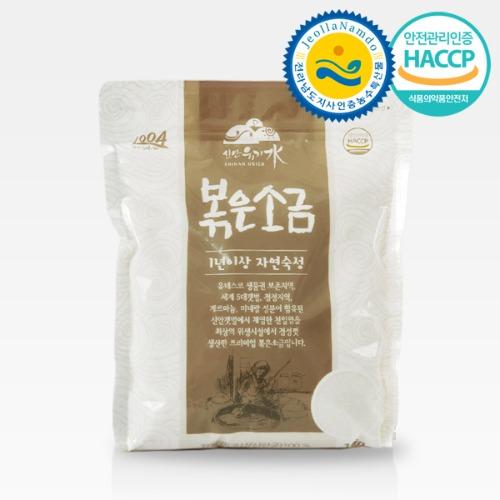 JeollaNamdo
전라남도지사인증농수특산품
안전관리인증
HACCP
식품의약품안전처
1004
HACCP
신안우기水
볶은소금
1년이상 자연숙성
유네스코 생물권 보존지역,
세계 5대갯벌, 청정지역,
게르마늄, 미네랄 성분이 함유된
신안갯벌에서 채염한 천일염을
최상의 위생시설에서 정성껏
생산한 프리미엄 볶은소금입니다.